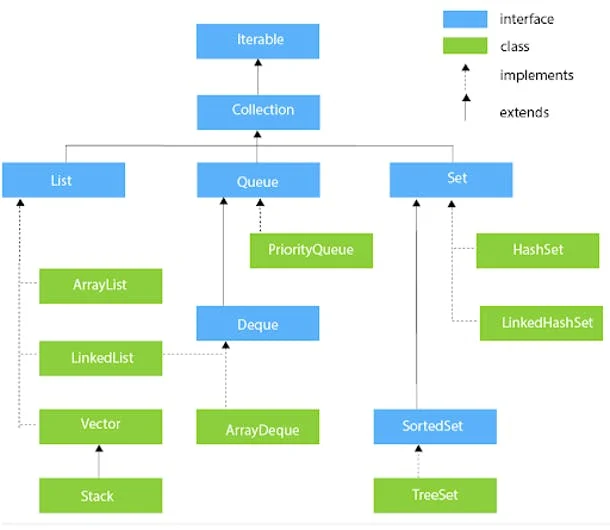 interface
class
implements
extends
Iterable
Collection
List
Queue
Set
PriorityQueue
HashSet
ArrayList
Deque
LinkedHashSet
LinkedList
Vector
ArrayDeque
SortedSet
Stack
TreeSet